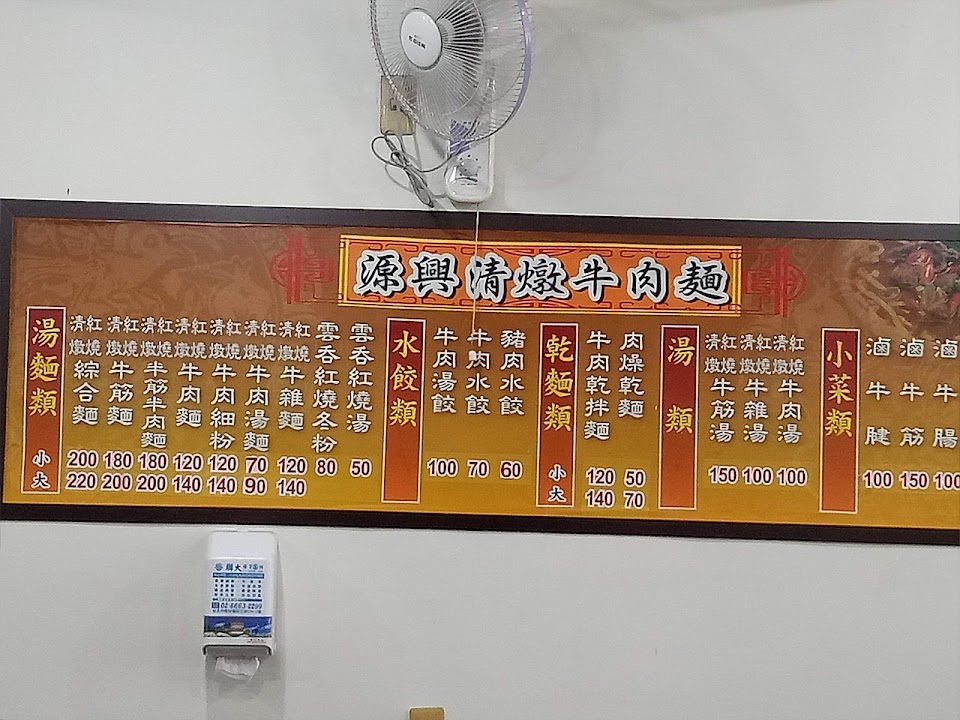 源興清燉牛肉麵
湯麵類 小 大
清燉 紅燒 綜合麵 200 220
清燉 紅燒 牛筋麵 180 200
清燉 紅燒 半筋半肉麵 180 200
清燉 紅燒 牛肉麵 120 140
清燉 紅燒 牛肉細粉 120 140
清燉 紅燒 牛肉湯麵 70 90
清燉 紅燒 牛雜麵 120 140
雲吞紅燒冬粉 80
雲吞紅燒湯 50
水餃類
牛肉湯餃 100
牛肉水餃 70
豬肉水餃 60
乾麵類 小 大
牛肉乾拌麵 120 140
肉燥乾麵 50 70
湯類
清燉 紅燒 牛筋湯 150
清燉 紅燒 牛雜湯 100
清燉 紅燒 牛肉湯 100
小菜類
滷牛腱 100
滷牛筋 150
滷牛腸 100
02-8663-2299